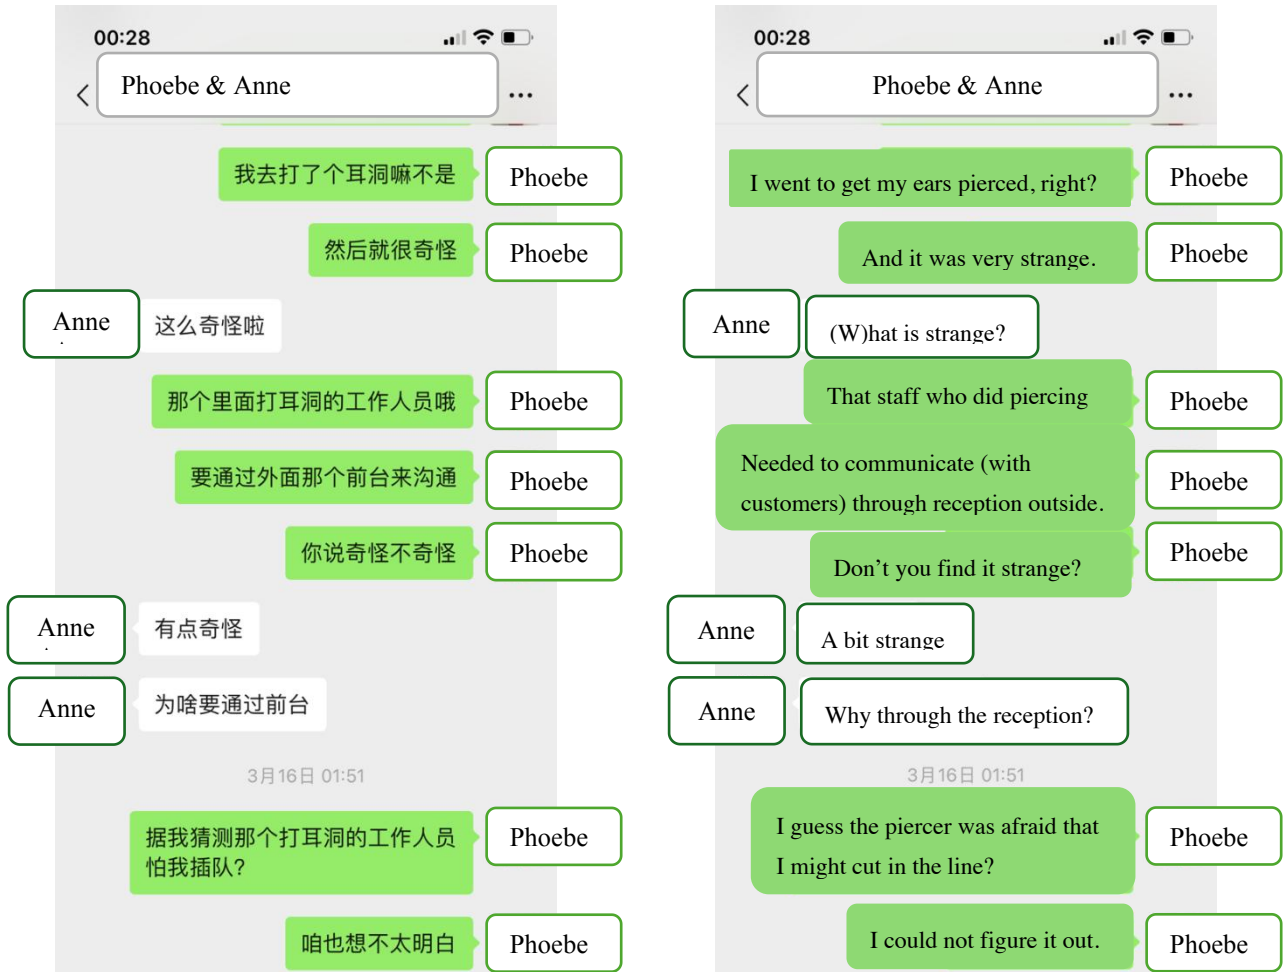 00:28
Phoebe & Anne
...
我去打了个耳洞嘛不是
Phoebe
然后就很奇怪
Phoebe
Anne
这么奇怪啦
那个里面打耳洞的工作人员哦
Phoebe
要通过外面那个前台来沟通
Phoebe
你说奇怪不奇怪
Phoebe
Anne
有点奇怪
Anne
为啥要通过前台
3月16日 01:51
据我猜测那个打耳洞的工作人员
怕我插队?
Phoebe
咱也想不太明白
Phoebe
00:28
Phoebe & Anne
...
I went to get my ears pierced, right?
Phoebe
And it was very strange.
Phoebe
Anne
(W)hat is strange?
That staff who did piercing
Phoebe
Needed to communicate (with
customers) through reception outside.
Phoebe
Don't you find it strange?
Phoebe
Anne
A bit strange
Anne
Why through the reception?
3月16日 01:51
I guess the piercer was afraid that
I might cut in the line?
Phoebe
I could not figure it out.
Phoebe